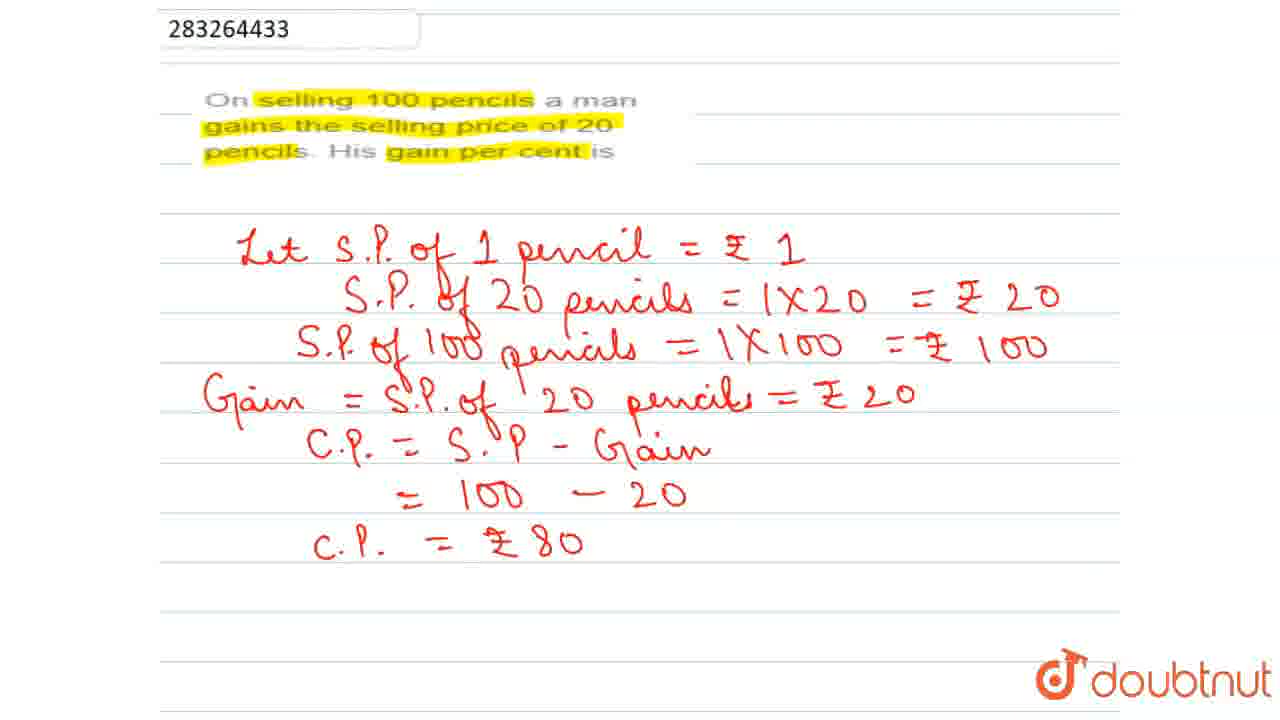 283264433
On selling 100 pencils a man
gains the selling price of 20
pencils. His gain per cent is
Let S.P. of 1 pencil = ₹ 1
S.P. of 20 pencils = 1 X 20 = ₹ 20
S.P. of 100 pencils = 1 X 100 = ₹ 100
Gain = S.P. of 20 pencils = ₹ 20
C.P. = S.P - Gain
= 100 - 20
C.P. = ₹ 80
doubtnut